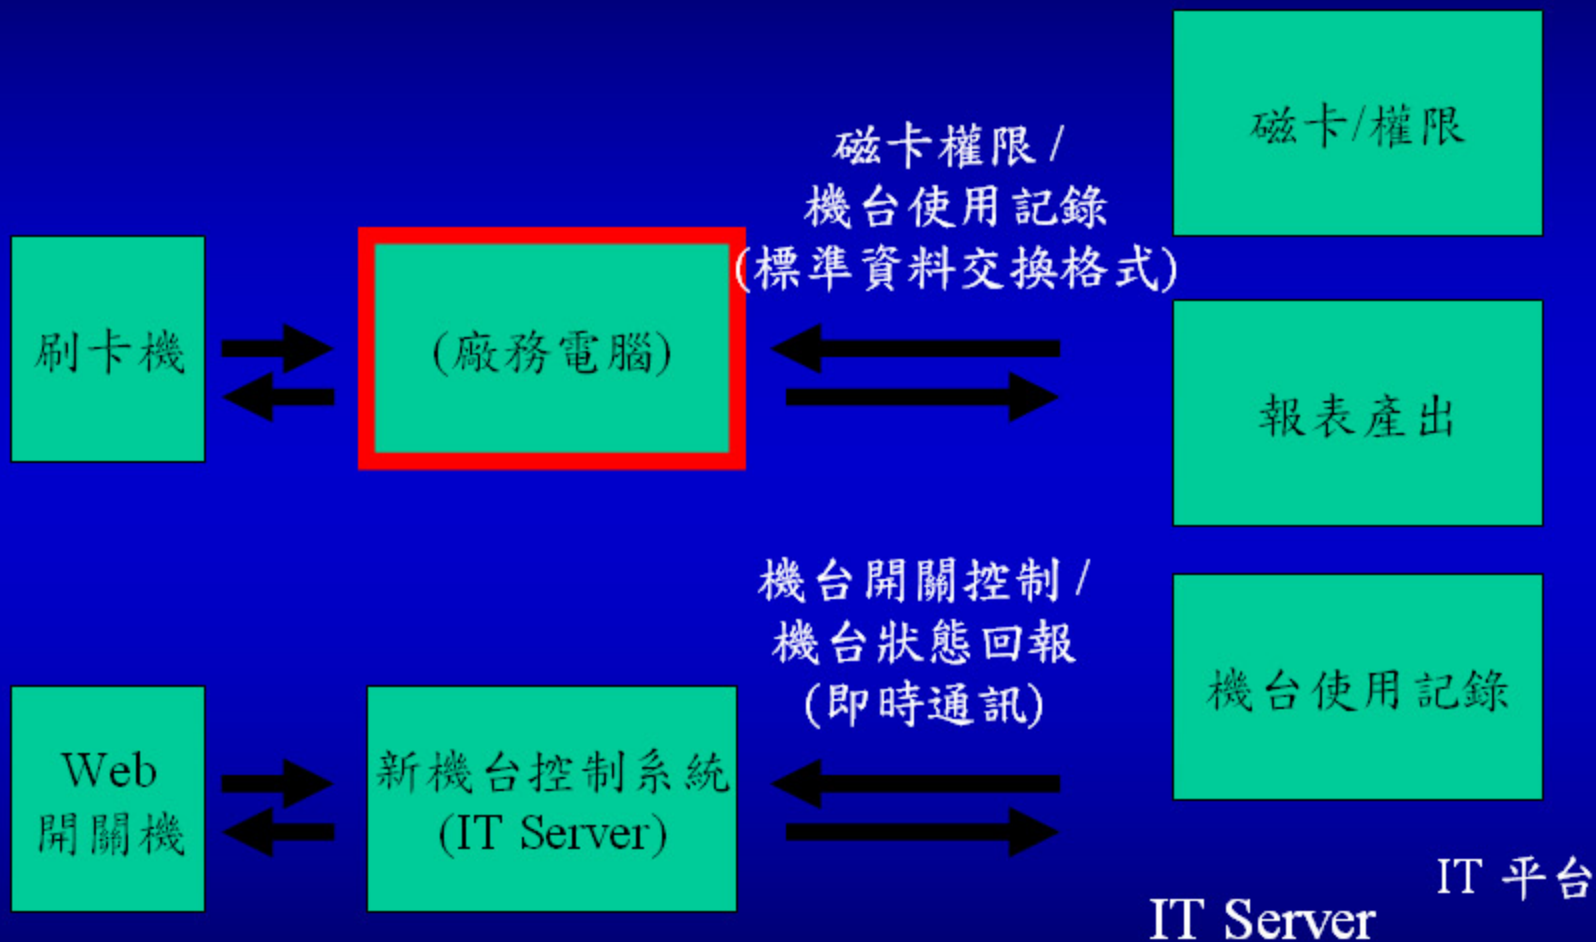 磁卡/權限
磁卡權限 /
機台使用記錄
(標準資料交換格式)
刷卡機
(廠務電腦)
報表產出
機台開關控制 /
機台狀態回報
(即時通訊)
機台使用記錄
Web
開關機
新機台控制系統
(IT Server)
IT 平台
IT Server